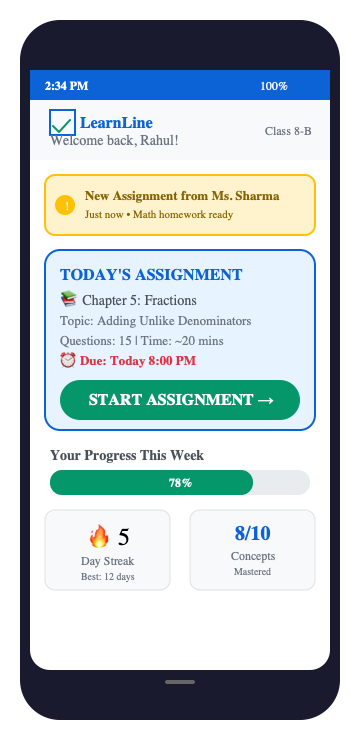 2:34 PM 100%
LearnLine
Welcome back, Rahul!
Class 8-B
!
New Assignment from Ms. Sharma
Just now • Math homework ready
TODAY'S ASSIGNMENT
📚 Chapter 5: Fractions
Topic: Adding Unlike Denominators
Questions: 15 | Time: ~20 mins
⏰ Due: Today 8:00 PM
START ASSIGNMENT →
Your Progress This Week
78%
🔥 5
Day Streak
Best: 12 days
8/10
Concepts
Mastered